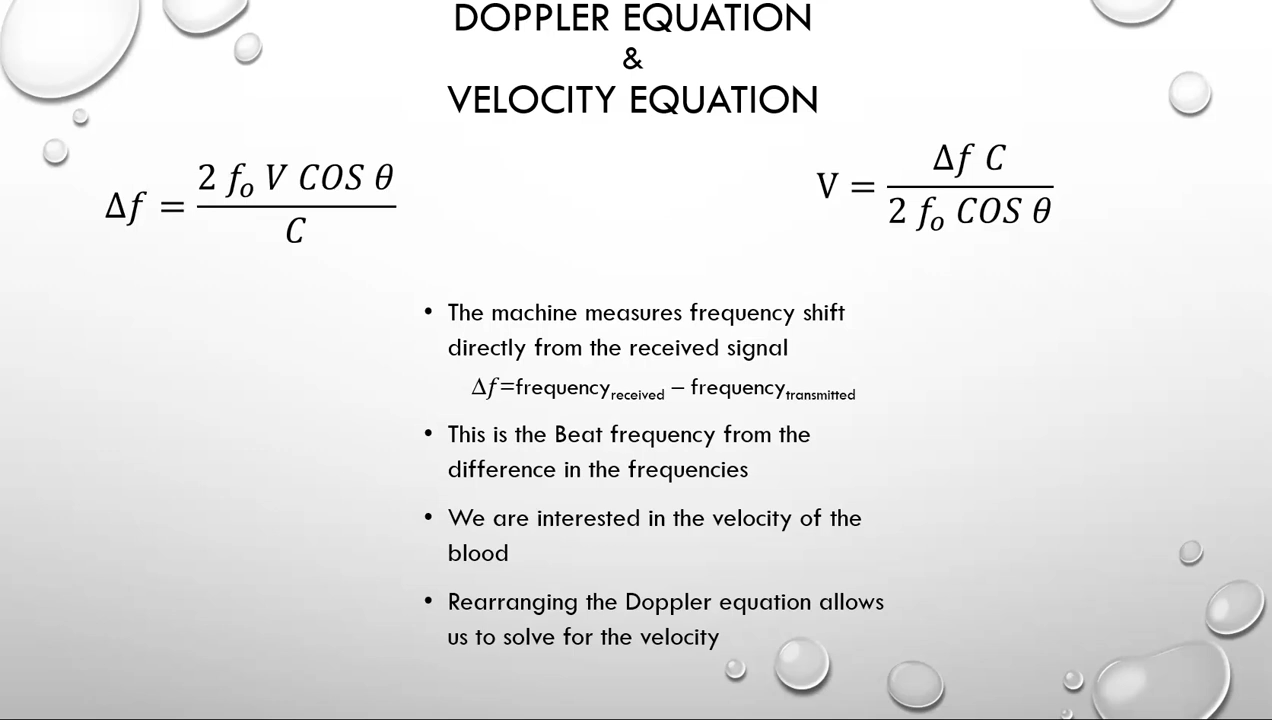 DOPPLER EQUATION
&
VELOCITY EQUATION
Δf = 2 fₒ V COS θ / C
V = Δf C / 2 fₒ COS θ
• The machine measures frequency shift
directly from the received signal
Δf=frequency_received – frequency_transmitted
• This is the Beat frequency from the
difference in the frequencies
• We are interested in the velocity of the
blood
• Rearranging the Doppler equation allows
us to solve for the velocity